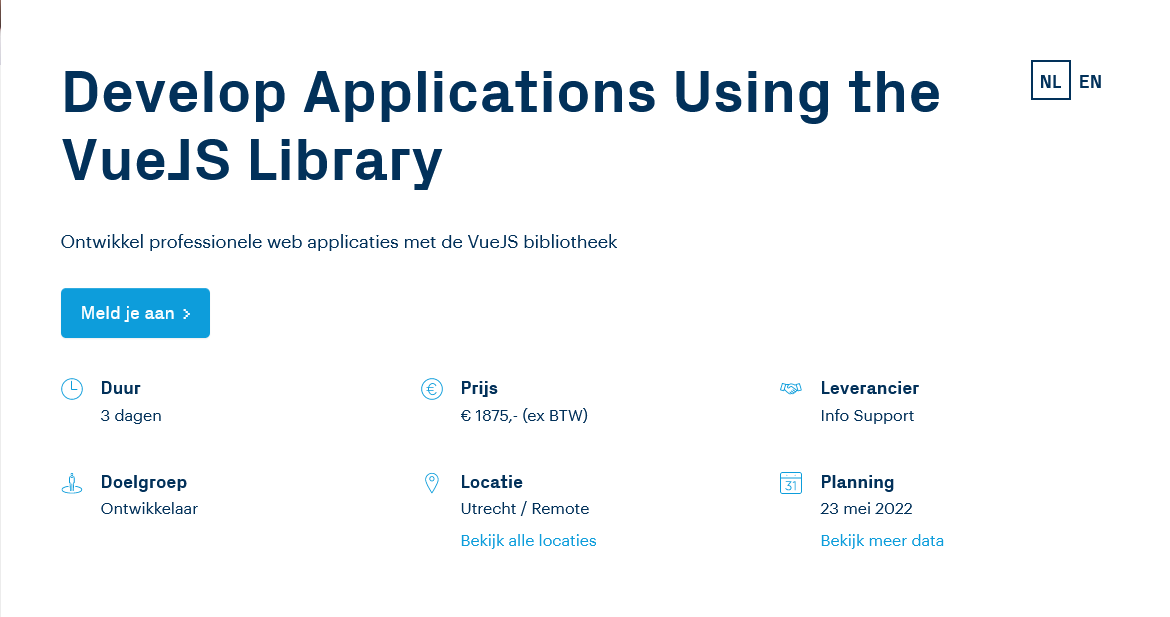 Develop Applications Using the
VueJS Library
NL EN
Ontwikkel professionele web applicaties met de VueJS bibliotheek
Meld je aan >
Duur
3 dagen
Prijs
€ 1875,- (ex BTW)
Leverancier
Info Support
Doelgroep
Ontwikkelaar
Locatie
Utrecht / Remote
Bekijk alle locaties
31
Planning
23 mei 2022
Bekijk meer data